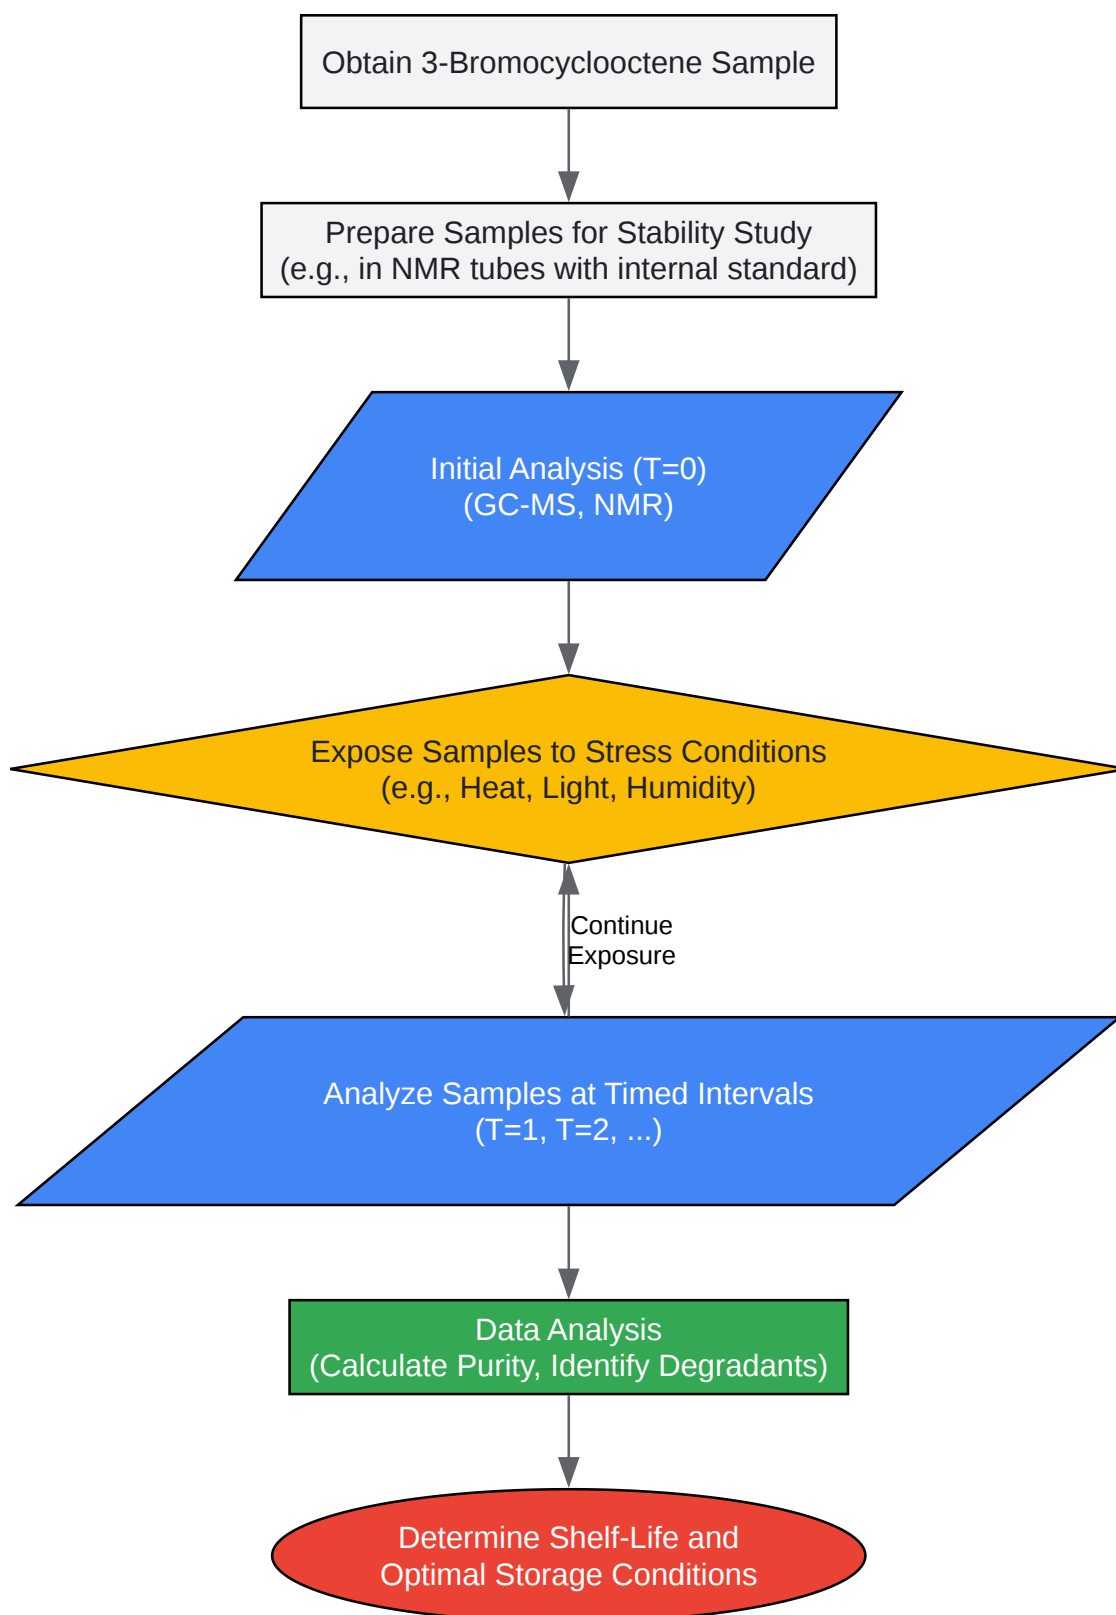 Obtain 3-Bromocyclooctene Sample
Prepare Samples for Stability Study
(e.g., in NMR tubes with internal standard)
Initial Analysis (T=0)
(GC-MS, NMR)
Expose Samples to Stress Conditions
(e.g., Heat, Light, Humidity)
Continue
Exposure
Analyze Samples at Timed Intervals
(T=1, T=2, ...)
Data Analysis
(Calculate Purity, Identify Degradants)
Determine Shelf-Life and
Optimal Storage Conditions